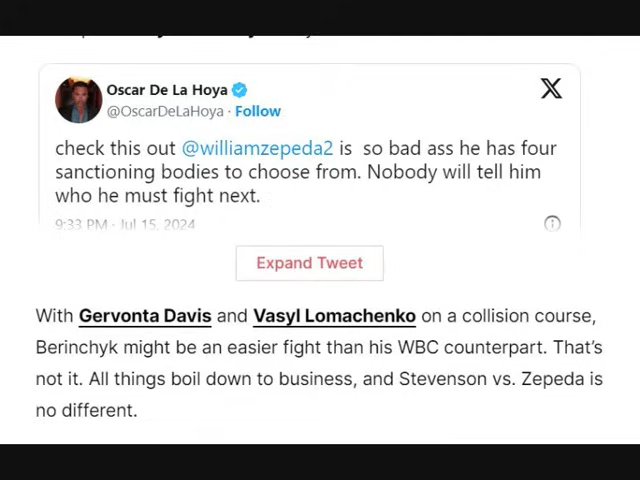 Oscar De La Hoya
@OscarDeLaHoya · Follow
check this out @williamzepeda2 is so bad ass he has four
sanctioning bodies to choose from. Nobody will tell him
who he must fight next.
9:33 PM · Jul 15, 2024
Expand Tweet
With Gervonta Davis and Vasyl Lomachenko on a collision course,
Berinchyk might be an easier fight than his WBC counterpart. That’s
not it. All things boil down to business, and Stevenson vs. Zepeda is
no different.